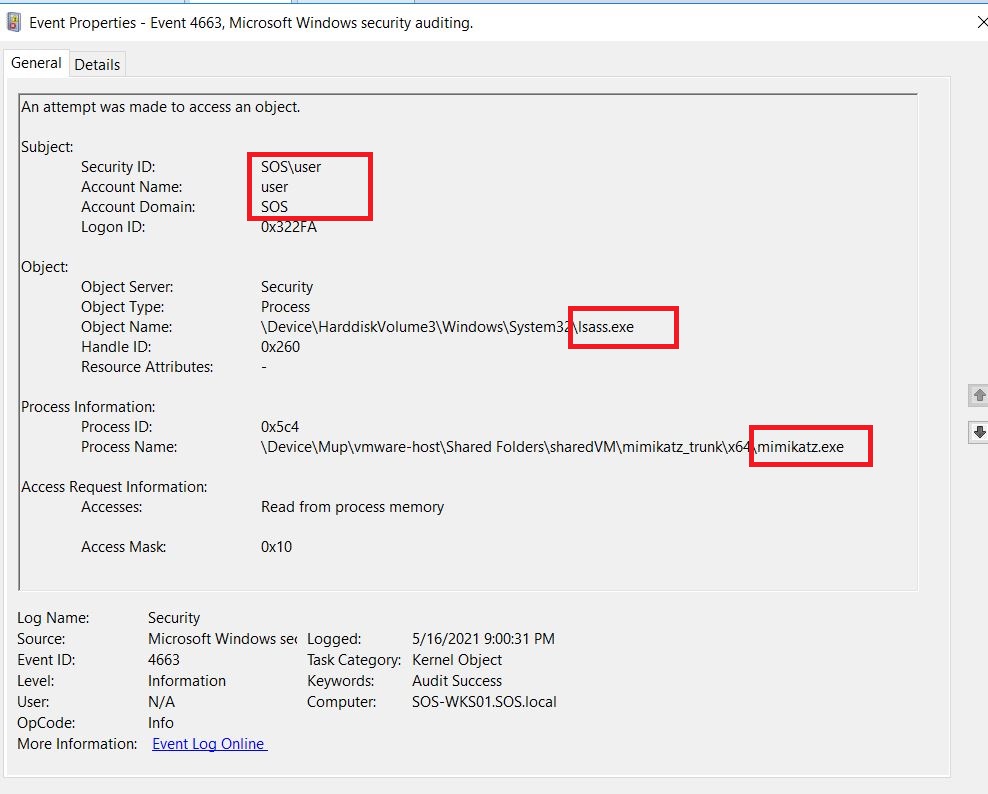 Event Properties - Event 4663, Microsoft Windows security auditing.
General Details
An attempt was made to access an object.
Subject:
Security ID: SOS\user
Account Name: user
Account Domain: SOS
Logon ID: 0x322FA
Object:
Object Server: Security
Object Type: Process
Object Name: \Device\HarddiskVolume3\Windows\System32\lsass.exe
Handle ID: 0x260
Resource Attributes: -
Process Information:
Process ID: 0x5c4
Process Name: \Device\Mup\vmware-host\Shared Folders\sharedVM\mimikatz_trunk\x64\mimikatz.exe
Access Request Information:
Accesses: Read from process memory
Access Mask: 0x10
Log Name: Security
Source: Microsoft Windows sec Logged: 5/16/2021 9:00:31 PM
Event ID: 4663 Task Category: Kernel Object
Level: Information Keywords: Audit Success
User: N/A Computer: SOS-WKS01.SOS.local
OpCode: Info
More Information: Event Log Online